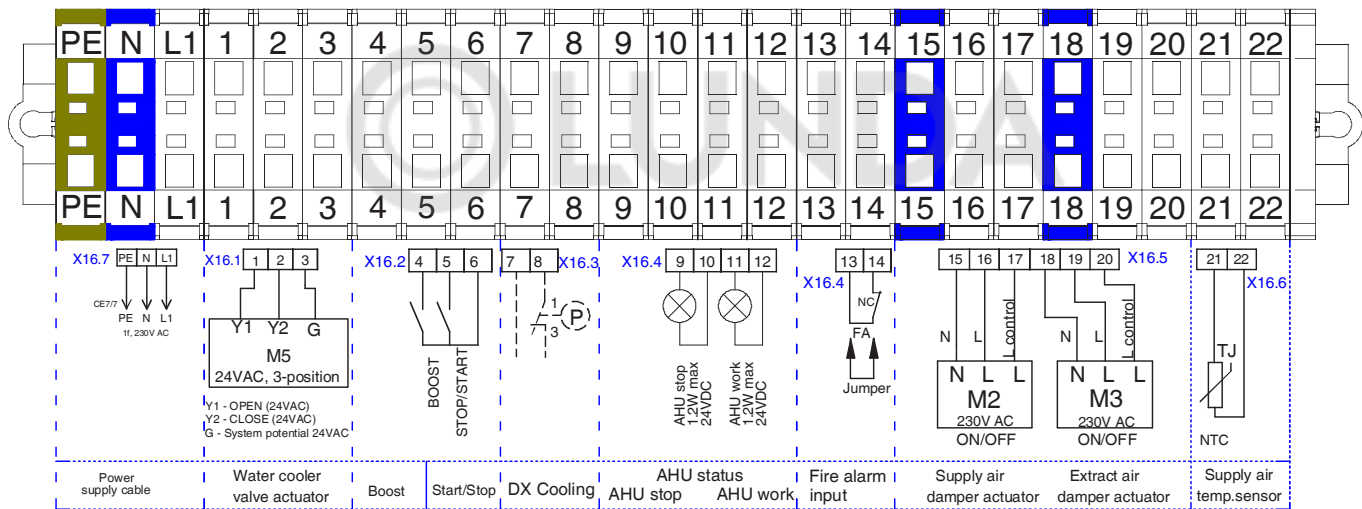 PE N L1 1 2 3 4 5 6 7 8 9 10 11 12 13 14 15 16 17 18 19 20 21 22
LUNDA
PE N L1 1 2 3 4 5 6 7 8 9 10 11 12 13 14 15 16 17 18 19 20 21 22
X16.7 PE N L1
CE7/7
PE N L1
1f, 230V AC
X16.1 1 2 3
Y1 Y2 G
M5
24VAC, 3-position
Y1 - OPEN (24VAC)
Y2 - CLOSE (24VAC)
G - System potential 24VAC
X16.2 4 5 6
BOOST
STOP/START
7 8 X16.3
1
P
3
X16.4 9 10 11 12
AHU stop
1.2W max
24VDC
AHU work
1.2W max
24VDC
13 14
X16.4
NC
FA
Jumper
15 16 17 18 19 20 X16.5
N L L control
N L L
M2
230V AC
ON/OFF
N L L control
N L L
M3
230V AC
ON/OFF
21 22
X16.6
TJ
NTC
Power
supply cable
Water cooler
valve actuator
Boost
Start/Stop
DX Cooling
AHU status
AHU stop AHU work
Fire alarm
input
Supply air
damper actuator
Extract air
damper actuator
Supply air
temp.sensor